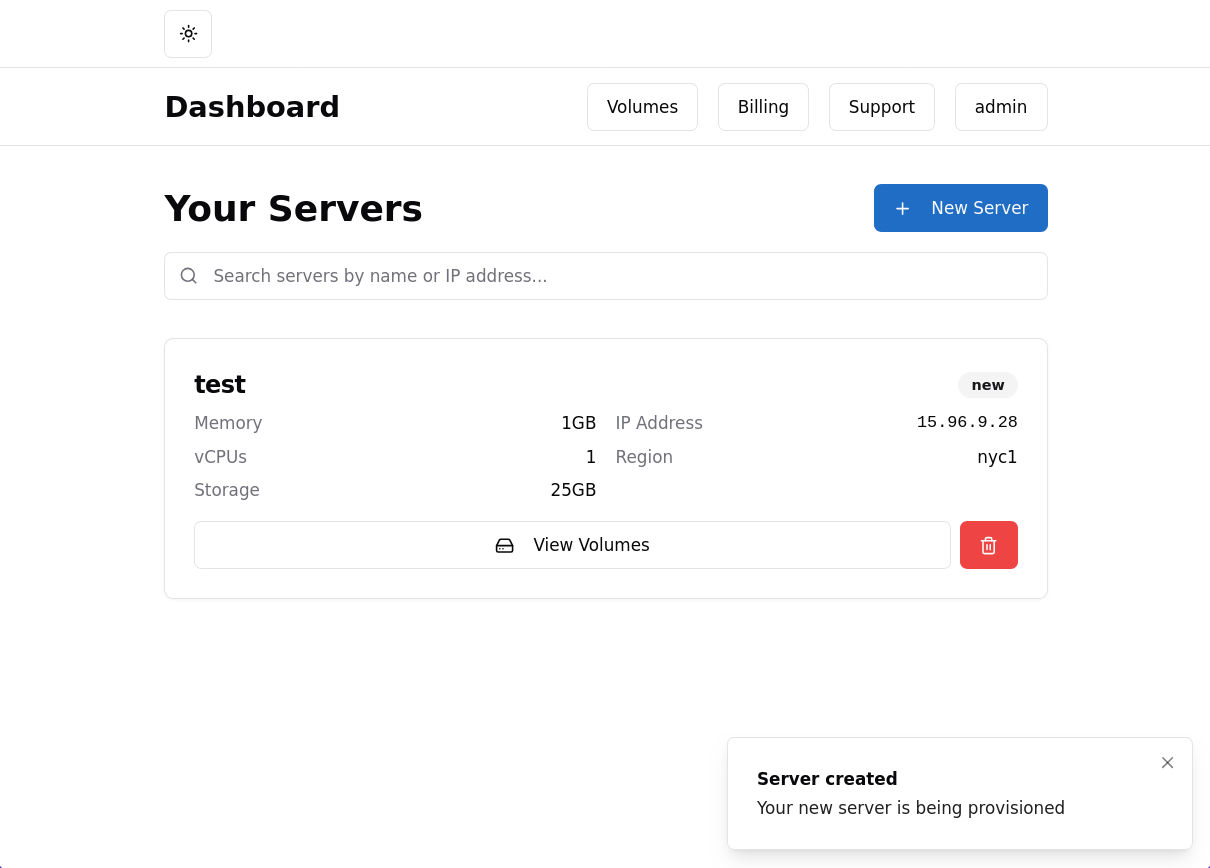 Dashboard
Volumes
Billing
Support
admin
Your Servers
New Server
Search servers by name or IP address...
test
new
Memory 1GB IP Address 15.96.9.28
vCPUs 1 Region nyc1
Storage 25GB
View Volumes
Server created
Your new server is being provisioned